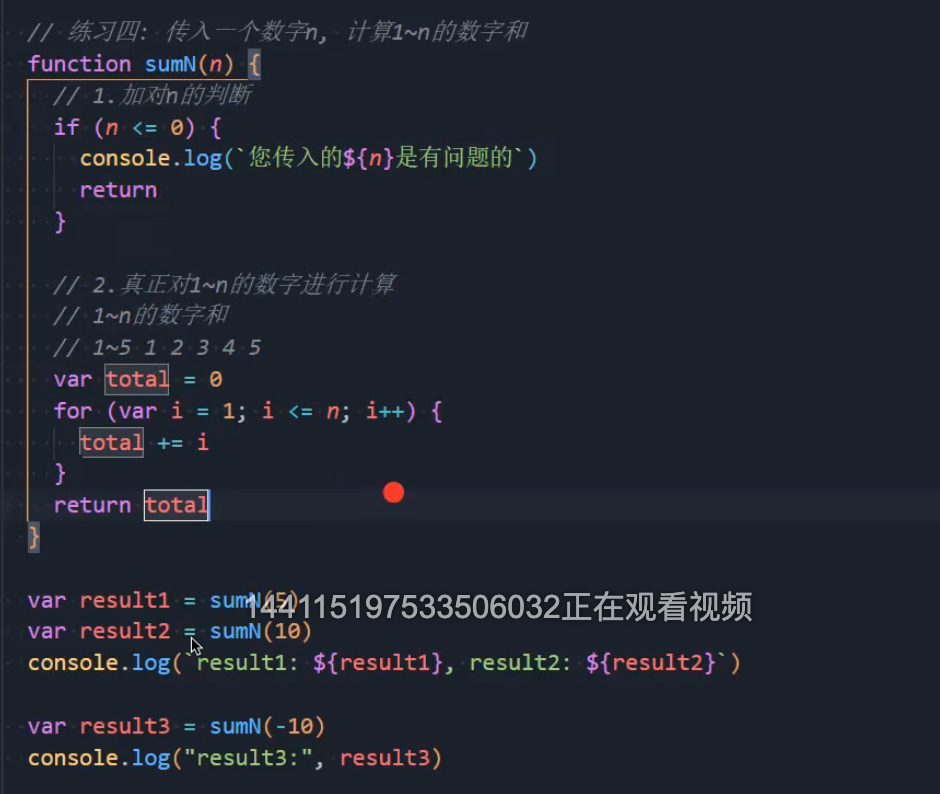 // 练习四: 传入一个数字n, 计算1~n的数字和
function sumN(n) {
// 1.加对n的判断
if (n <= 0) {
console.log(`您传入的${n}是有问题的`)
return
}
// 2.真正对1~n的数字进行计算
// 1~n的数字和
// 1~5 1 2 3 4 5
var total = 0
for (var i = 1; i <= n; i++) {
total += i
}
return total
}
var result1 = sumN(5)
144115197533506032正在观看视频
var result2 = sumN(10)
console.log(`result1: ${result1}, result2: ${result2}`)
var result3 = sumN(-10)
console.log("result3:", result3)